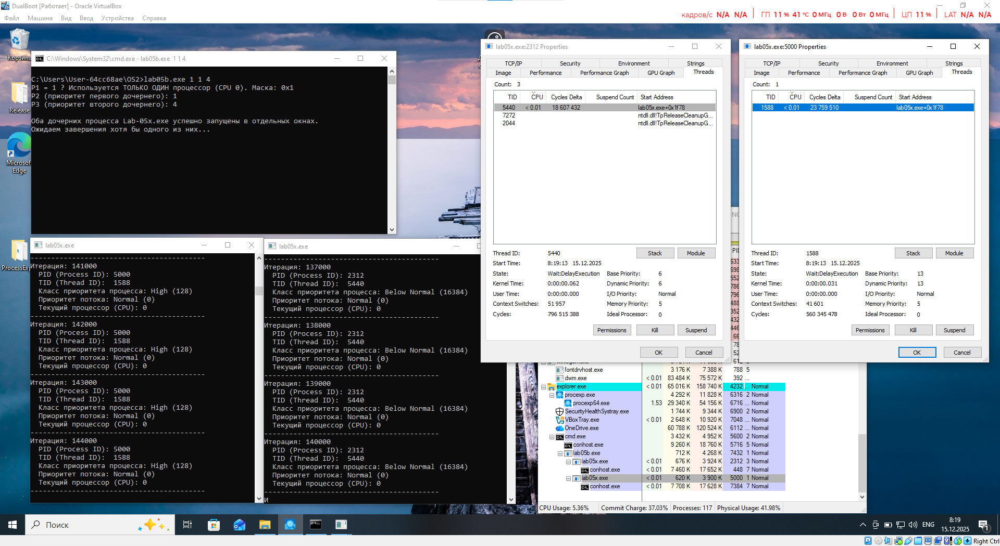 DualBoot [Работает] - Oracle VirtualBox
Файл Машина Вид Ввод Устройства Справка
кадров/с N/A N/A ГП 11 % 41 °C 0 МГц 0 В 0 Вт 0 МГц ЦП 11 % LAT N/A N/A
Корзина
Release
Microsof
Edge
ProcessExp
C:\Windows\System32\cmd.exe - lab05b.exe 1 1 4
C:\Users\User-64cc68ae\OS2>lab05b.exe 1 1 4
P1 = 1 ? Используется ТОЛЬКО ОДИН процессор (CPU 0). Маска: 0x1
P2 (приоритет первого дочернего): 1
P3 (приоритет второго дочернего): 4
Оба дочерних процесса Lab-05x.exe успешно запущены в отдельных окнах.
Ожидаем завершения хотя бы одного из них...
lab05x.exe
----------------------------------------
Итерация: 141000
PID (Process ID): 5000
TID (Thread ID): 1588
Класс приоритета процесса: High (128)
Приоритет потока: Normal (0)
Текущий процессор (CPU): 0
----------------------------------------
Итерация: 142000
PID (Process ID): 5000
TID (Thread ID): 1588
Класс приоритета процесса: High (128)
Приоритет потока: Normal (0)
Текущий процессор (CPU): 0
----------------------------------------
Итерация: 143000
PID (Process ID): 5000
TID (Thread ID): 1588
Класс приоритета процесса: High (128)
Приоритет потока: Normal (0)
Текущий процессор (CPU): 0
----------------------------------------
Итерация: 144000
PID (Process ID): 5000
TID (Thread ID): 1588
Класс приоритета процесса: High (128)
Приоритет потока: Normal (0)
Текущий процессор (CPU): 0
----------------------------------------
lab05x.exe
----------------------------------------
Итерация: 137000
PID (Process ID): 2312
TID (Thread ID): 5440
Класс приоритета процесса: Below Normal (16384)
Приоритет потока: Normal (0)
Текущий процессор (CPU): 0
----------------------------------------
Итерация: 138000
PID (Process ID): 2312
TID (Thread ID): 5440
Класс приоритета процесса: Below Normal (16384)
Приоритет потока: Normal (0)
Текущий процессор (CPU): 0
----------------------------------------
Итерация: 139000
PID (Process ID): 2312
TID (Thread ID): 5440
Класс приоритета процесса: Below Normal (16384)
Приоритет потока: Normal (0)
Текущий процессор (CPU): 0
----------------------------------------
Итерация: 140000
PID (Process ID): 2312
TID (Thread ID): 5440
Класс приоритета процесса: Below Normal (16384)
Приоритет потока: Normal (0)
Текущий процессор (CPU): 0
----------------------------------------
И
lab05x.exe:2312 Properties
TCP/IP Security Environment Strings
Image Performance Performance Graph GPU Graph Threads
Count: 3
TID CPU Cycles Delta Suspend Count Start Address
5440 < 0.01 18 607 432 lab05x.exe+0x1f78
7272 ntdll.dll!TpReleaseCleanupG...
2044 ntdll.dll!TpReleaseCleanupG...
Thread ID: 5440 Stack Module
Start Time: 8:19:13 15.12.2025
State: Wait:DelayExecution Base Priority: 6
Kernel Time: 0:00:00.062 Dynamic Priority: 6
User Time: 0:00:00.000 I/O Priority: Normal
Context Switches: 51 957 Memory Priority: 5
Cycles: 796 515 388 Ideal Processor: 0
Permissions Kill Suspend
OK Cancel
lab05x.exe:5000 Properties
TCP/IP Security Environment Strings
Image Performance Performance Graph GPU Graph Threads
Count: 1
TID CPU Cycles Delta Suspend Count Start Address
1588 < 0.01 23 759 510 lab05x.exe+0x1f78
Thread ID: 1588 Stack Module
Start Time: 8:19:13 15.12.2025
State: Wait:DelayExecution Base Priority: 13
Kernel Time: 0:00:00.031 Dynamic Priority: 13
User Time: 0:00:00.000 I/O Priority: Normal
Context Switches: 41 601 Memory Priority: 5
Cycles: 560 345 478 Ideal Processor: 0
Permissions Kill Suspend
OK Cancel
fontdrvhost.exe 3 176 K 7 388 K 788 5
dwm.exe < 0.01 83 484 K 75 572 K 392 ...
explorer.exe < 0.01 65 016 K 158 740 K 4232 ... Normal
procexp.exe 4 292 K 11 828 K 6316 2 Normal
procexp64.exe 1.53 29 340 K 54 156 K 6716 ... Normal
SecurityHealthSystray.exe 1 744 K 9 344 K 6900 2 Normal
VBoxTray.exe < 0.01 2 648 K 10 920 K 7048 ... Normal
OneDrive.exe 60 788 K 120 524 K 6112 ... Normal
cmd.exe 3 432 K 4 952 K 5600 2 Normal
conhost.exe 9 260 K 18 760 K 5716 5 Normal
lab05b.exe 712 K 4 268 K 7432 1 Normal
lab05x.exe < 0.01 676 K 3 924 K 2312 3 Normal
conhost.exe < 0.01 7 460 K 17 652 K 448 7 Normal
lab05x.exe < 0.01 620 K 3 900 K 5000 1 Normal
conhost.exe < 0.01 7 708 K 17 628 K 7384 7 Normal
CPU Usage: 5.36% Commit Charge: 37.03% Processes: 117 Physical Usage: 41.98%
Поиск
ENG
8:19
15.12.2025
1
Right Ctrl